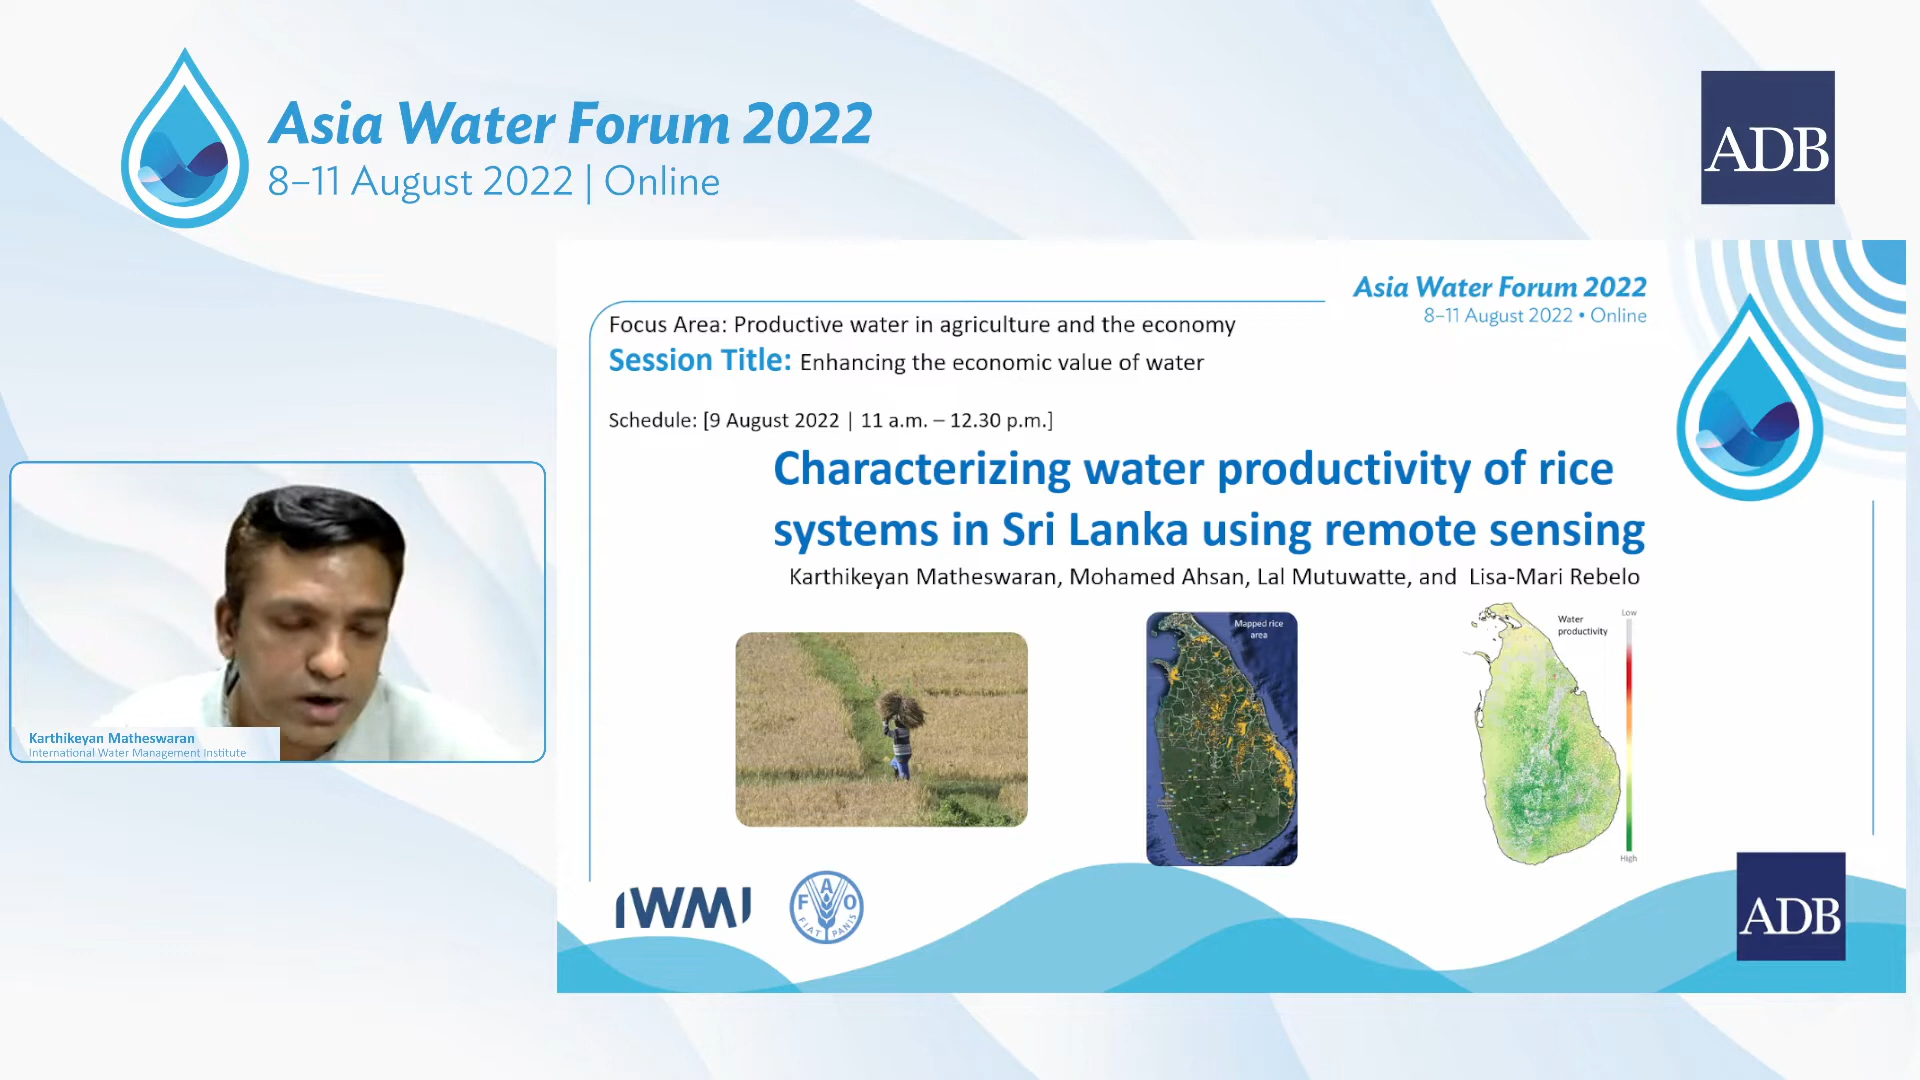 Asia Water Forum 2022
8–11 August 2022 | Online
ADB
Asia Water Forum 2022
8–11 August 2022 • Online
Focus Area: Productive water in agriculture and the economy
Session Title: Enhancing the economic value of water
Schedule: [9 August 2022 | 11 a.m. – 12.30 p.m.]
Characterizing water productivity of rice
systems in Sri Lanka using remote sensing
Karthikeyan Matheswaran, Mohamed Ahsan, Lal Mutuwatte, and Lisa-Mari Rebelo
Mapped rice
area
Water
productivity
Low
High
Karthikeyan Matheswaran
International Water Management Institute
IWMI
F A O
FIAT PANIS
ADB